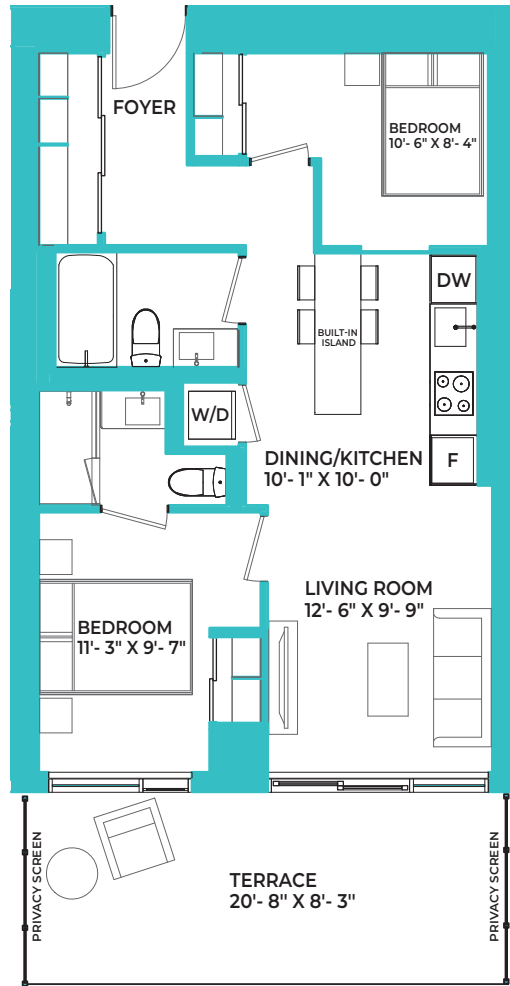 FOYER
BEDROOM
10'- 6" X 8'- 4"
DW
BUILT-IN
ISLAND
W/D
F
DINING/KITCHEN
10'- 1" X 10'- 0"
LIVING ROOM
12'- 6" X 9'- 9"
BEDROOM
11'- 3" X 9'- 7"
PRIVACY SCREEN
TERRACE
20'- 8" X 8'- 3"
PRIVACY SCREEN